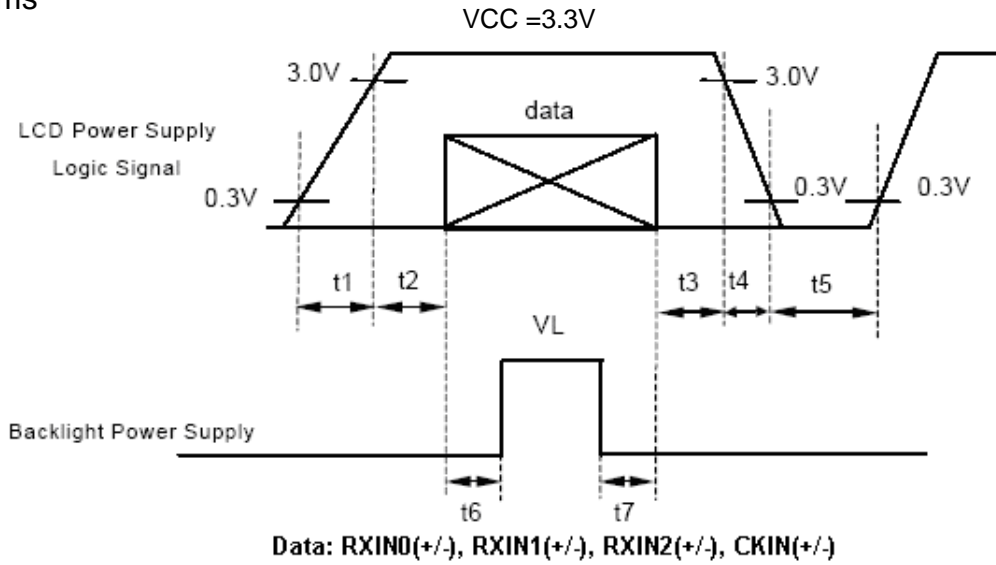 VCC =3.3V
3.0V
3.0V
data
LCD Power Supply
Logic Signal
0.3V
0.3V
0.3V
t1
t2
t3
t4
t5
VL
Backlight Power Supply
t6
t7
Data: RXIN0(+/-), RXIN1(+/-), RXIN2(+/-), CKIN(+/-)